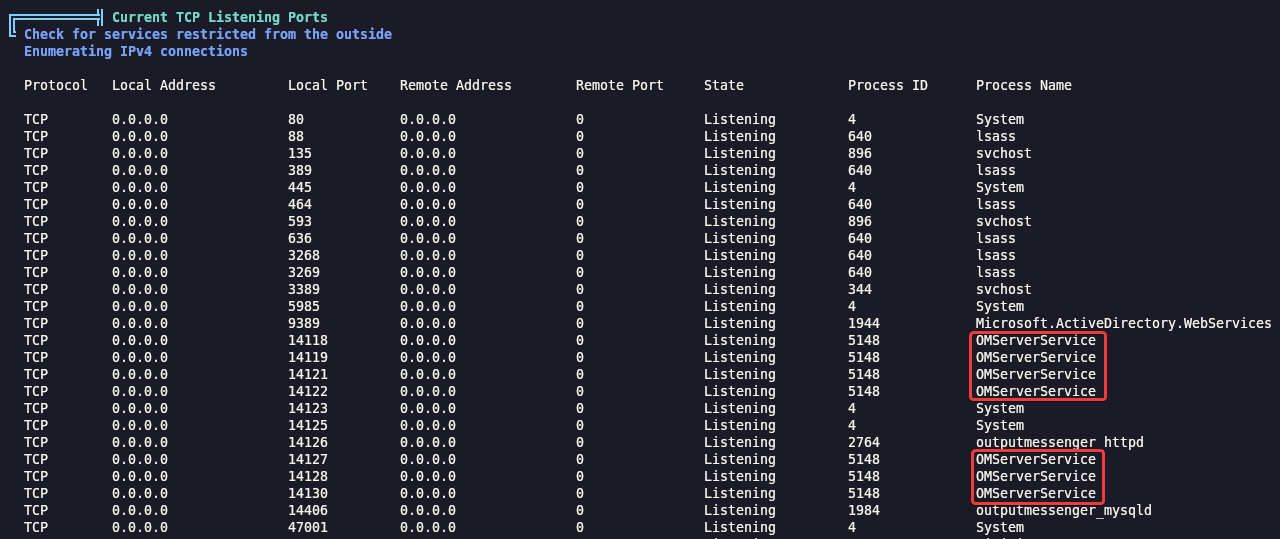 Current TCP Listening Ports
Check for services restricted from the outside
Enumerating IPv4 connections
Protocol Local Address Local Port Remote Address Remote Port State Process ID Process Name
TCP 0.0.0.0 80 0.0.0.0 0 Listening 4 System
TCP 0.0.0.0 88 0.0.0.0 0 Listening 640 lsass
TCP 0.0.0.0 135 0.0.0.0 0 Listening 896 svchost
TCP 0.0.0.0 389 0.0.0.0 0 Listening 640 lsass
TCP 0.0.0.0 445 0.0.0.0 0 Listening 4 System
TCP 0.0.0.0 464 0.0.0.0 0 Listening 640 lsass
TCP 0.0.0.0 593 0.0.0.0 0 Listening 896 svchost
TCP 0.0.0.0 636 0.0.0.0 0 Listening 640 lsass
TCP 0.0.0.0 3268 0.0.0.0 0 Listening 640 lsass
TCP 0.0.0.0 3269 0.0.0.0 0 Listening 640 lsass
TCP 0.0.0.0 3389 0.0.0.0 0 Listening 344 svchost
TCP 0.0.0.0 5985 0.0.0.0 0 Listening 4 System
TCP 0.0.0.0 9389 0.0.0.0 0 Listening 1944 Microsoft.ActiveDirectory.WebServices
TCP 0.0.0.0 14118 0.0.0.0 0 Listening 5148 OMServerService
TCP 0.0.0.0 14119 0.0.0.0 0 Listening 5148 OMServerService
TCP 0.0.0.0 14121 0.0.0.0 0 Listening 5148 OMServerService
TCP 0.0.0.0 14122 0.0.0.0 0 Listening 5148 OMServerService
TCP 0.0.0.0 14123 0.0.0.0 0 Listening 4 System
TCP 0.0.0.0 14125 0.0.0.0 0 Listening 4 System
TCP 0.0.0.0 14126 0.0.0.0 0 Listening 2764 outputmessenger_httpd
TCP 0.0.0.0 14127 0.0.0.0 0 Listening 5148 OMServerService
TCP 0.0.0.0 14128 0.0.0.0 0 Listening 5148 OMServerService
TCP 0.0.0.0 14130 0.0.0.0 0 Listening 5148 OMServerService
TCP 0.0.0.0 14406 0.0.0.0 0 Listening 1984 outputmessenger_mysqld
TCP 0.0.0.0 47001 0.0.0.0 0 Listening 4 System